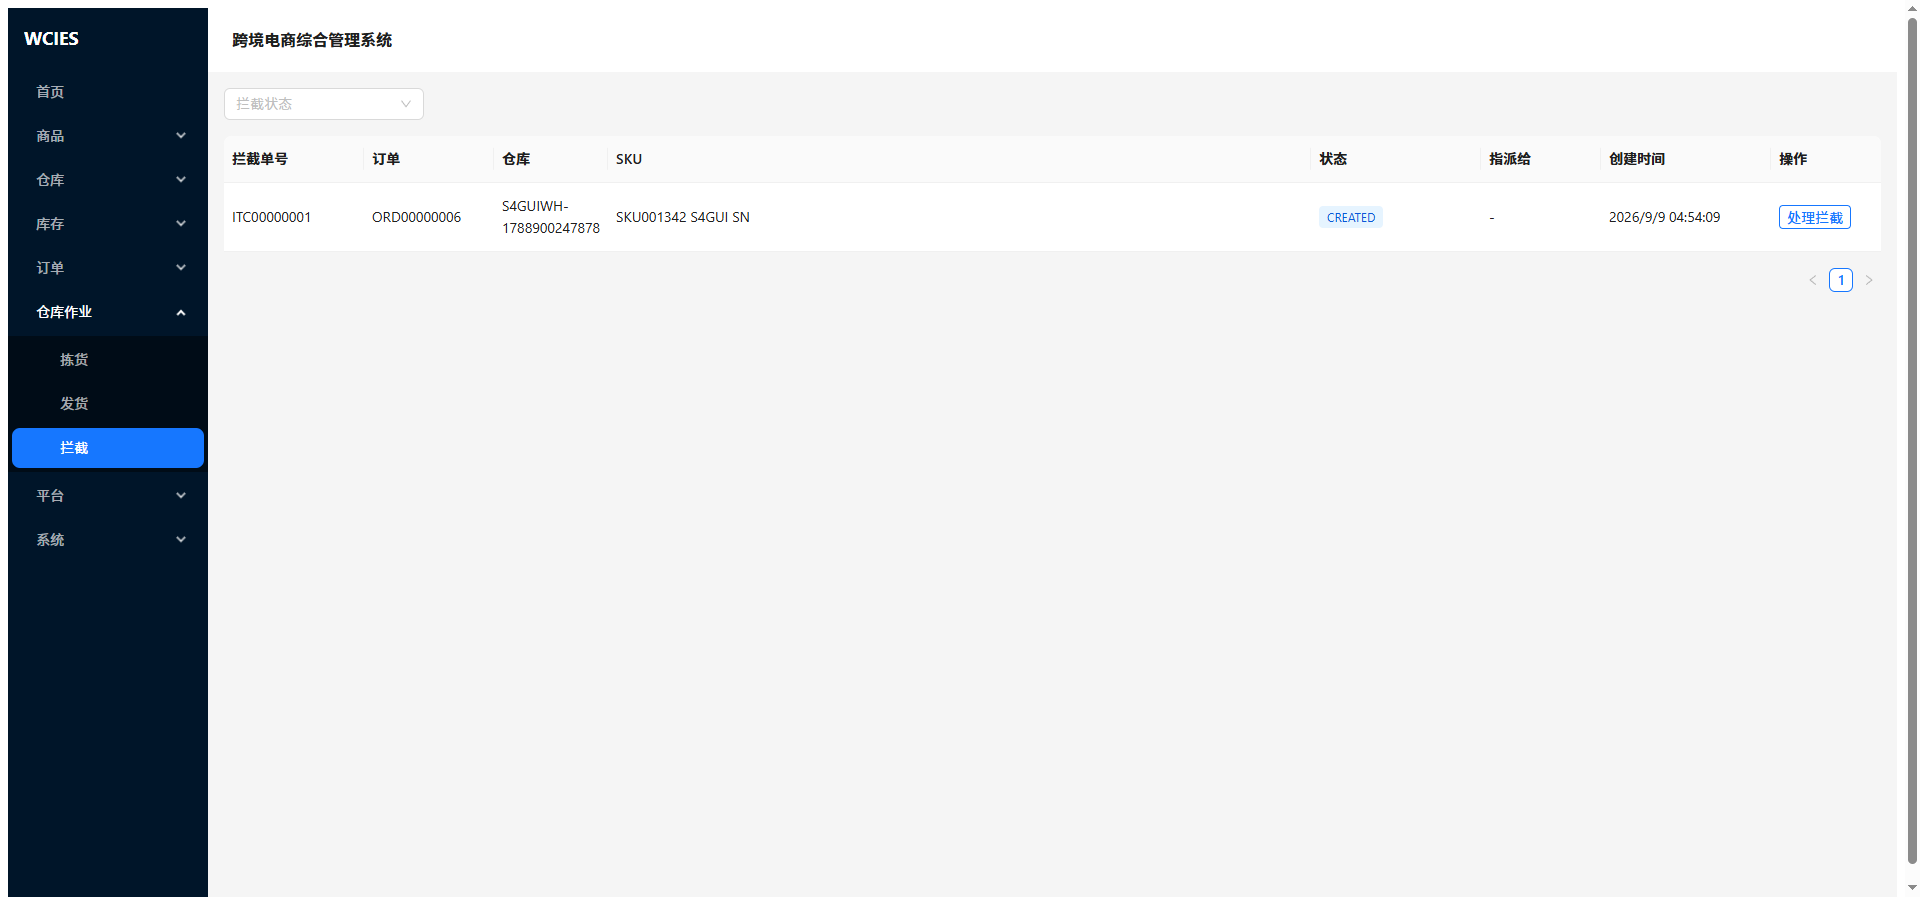 WCIES
跨境电商综合管理系统
首页
商品
仓库
库存
订单
仓库作业
拣货
发货
拦截
平台
系统
拦截状态
拦截单号 订单 仓库 SKU 状态 指派给 创建时间 操作
ITC00000001 ORD00000006 S4GUIWH- SKU001342 S4GUI SN CREATED - 2026/9/9 04:54:09 处理拦截
1788900247878
1